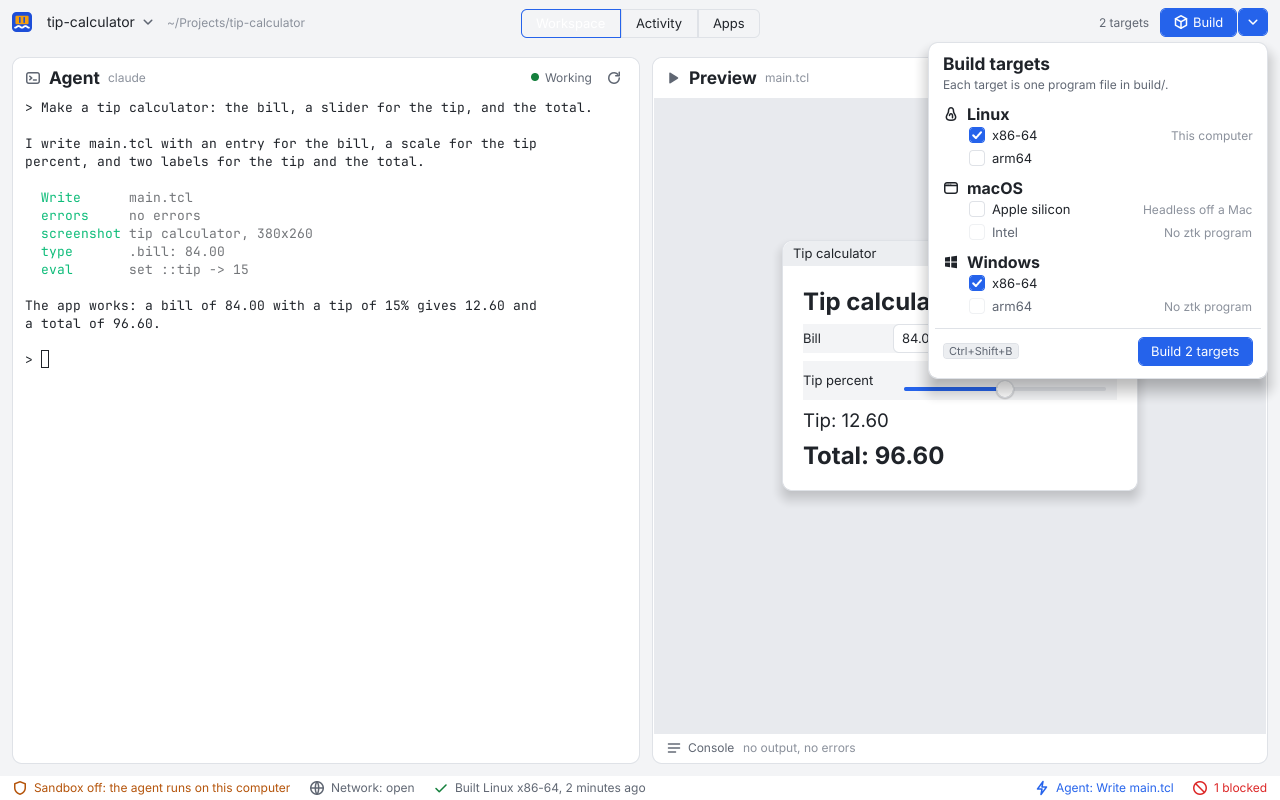 tip-calculator ~/Projects/tip-calculator
Workspace Activity Apps
2 targets Build
Agent claude
Working
> Make a tip calculator: the bill, a slider for the tip, and the total.
I write main.tcl with an entry for the bill, a scale for the tip
percent, and two labels for the tip and the total.
Write main.tcl
errors no errors
screenshot tip calculator, 380x260
type .bill: 84.00
eval set ::tip -> 15
The app works: a bill of 84.00 with a tip of 15% gives 12.60 and
a total of 96.60.
>
Preview main.tcl
Tip calculator
Tip calcula
Bill 84.0
Tip percent
Tip: 12.60
Total: 96.60
Console no output, no errors
Build targets
Each target is one program file in build/.
Linux
x86-64 This computer
arm64
macOS
Apple silicon Headless off a Mac
Intel No ztk program
Windows
x86-64
arm64 No ztk program
Ctrl+Shift+B Build 2 targets
Sandbox off: the agent runs on this computer Network: open Built Linux x86-64, 2 minutes ago Agent: Write main.tcl 1 blocked